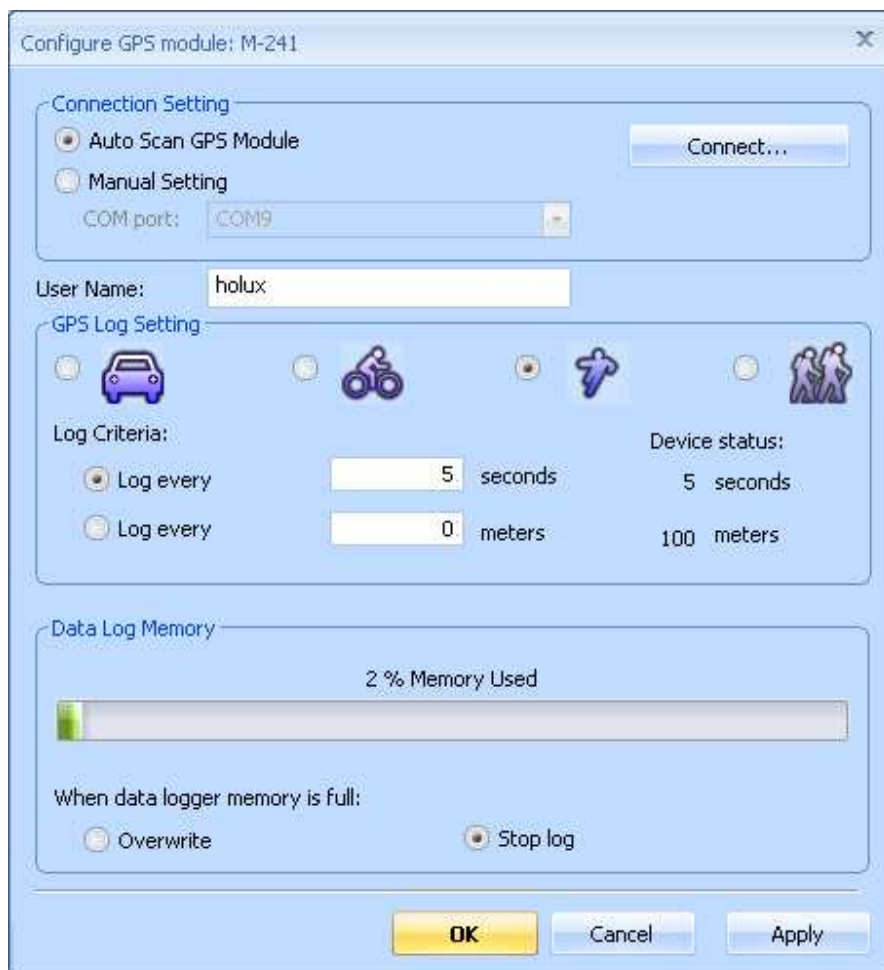 Configure GPS module: M-241
Connection Setting
Auto Scan GPS Module
Connect...
Manual Setting
COM port: COM9
User Name: holux
GPS Log Setting
Log Criteria:
Device status:
Log every 5 seconds 5 seconds
Log every 0 meters 100 meters
Data Log Memory
2 % Memory Used
When data logger memory is full:
Overwrite Stop log
OK Cancel Apply